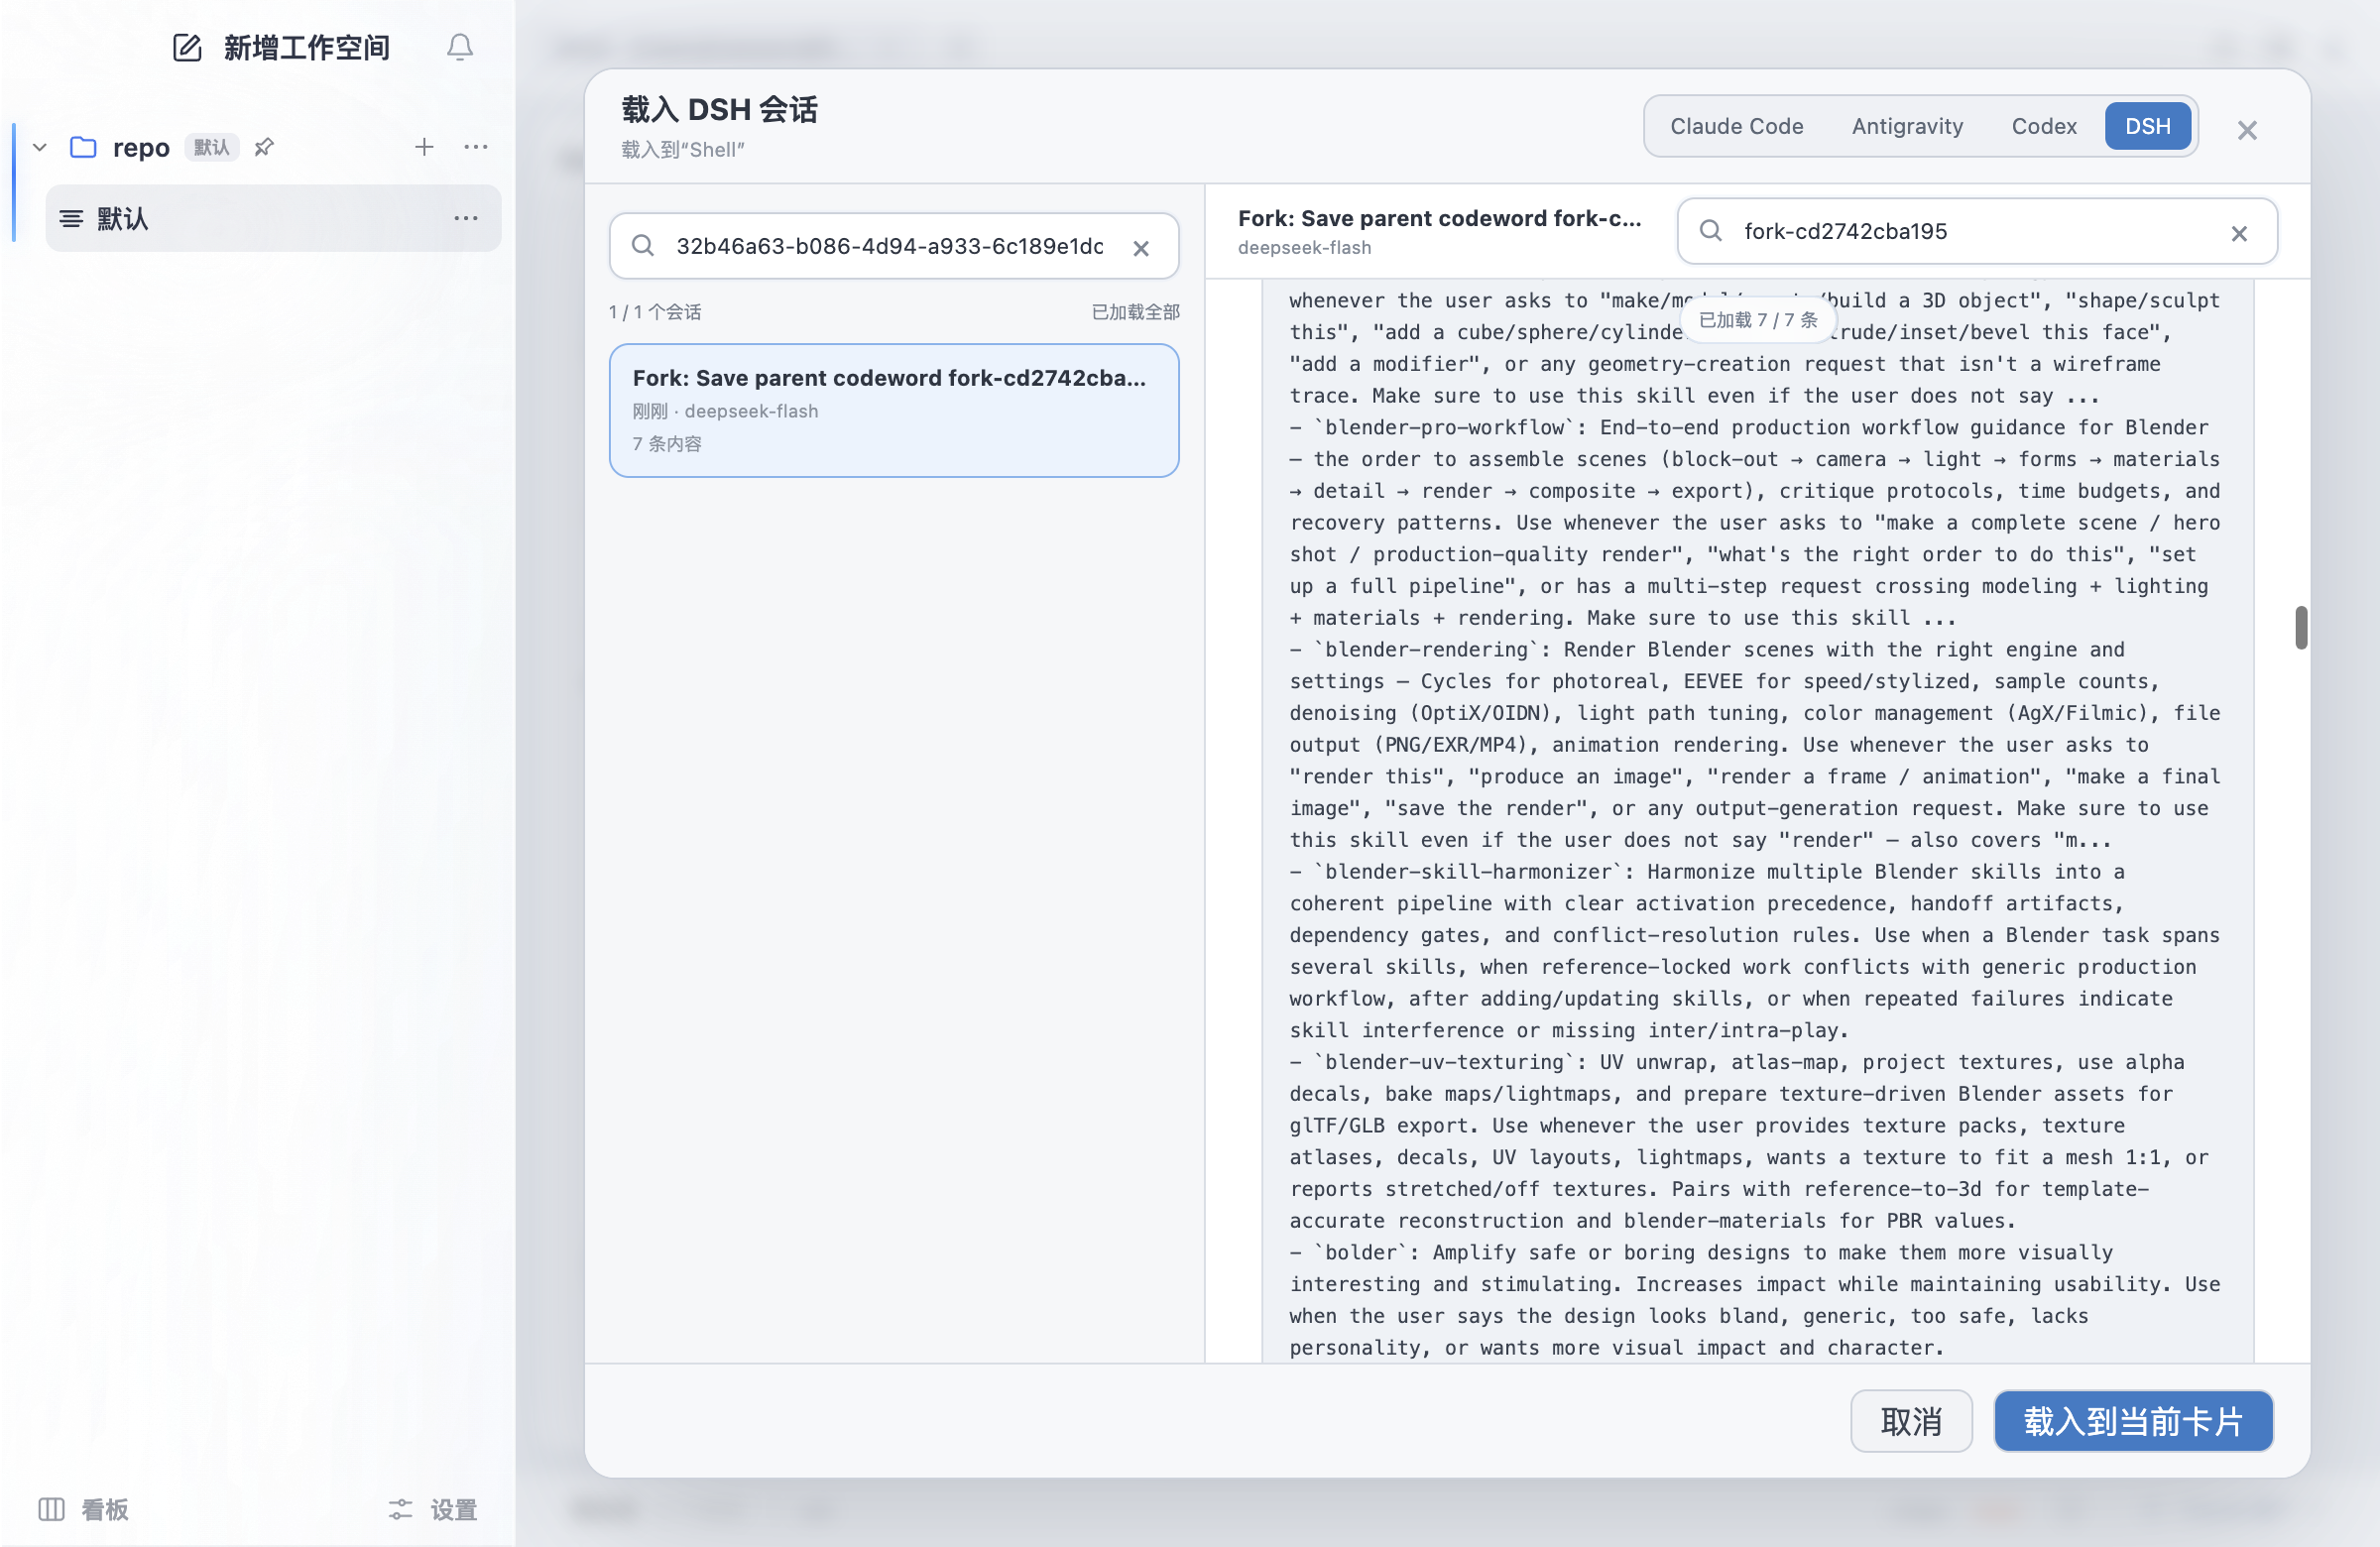 新增工作空间
repo 默认
默认
看板
设置
载入 DSH 会话
载入到“Shell”
Claude Code
Antigravity
Codex
DSH
32b46a63-b086-4d94-a933-6c189e1dc
1 / 1 个会话
已加载全部
Fork: Save parent codeword fork-cd2742cba...
刚刚 · deepseek-flash
7 条内容
Fork: Save parent codeword fork-c...
deepseek-flash
fork-cd2742cba195
已加载 7 / 7 条
whenever the user asks to "make/model/ /build a 3D object", "shape/sculpt
this", "add a cube/sphere/cylinde trude/inset/bevel this face",
"add a modifier", or any geometry-creation request that isn't a wireframe
trace. Make sure to use this skill even if the user does not say ...
- `blender-pro-workflow`: End-to-end production workflow guidance for Blender
— the order to assemble scenes (block-out → camera → light → forms → materials
→ detail → render → composite → export), critique protocols, time budgets, and
recovery patterns. Use whenever the user asks to "make a complete scene / hero
shot / production-quality render", "what's the right order to do this", "set
up a full pipeline", or has a multi-step request crossing modeling + lighting
+ materials + rendering. Make sure to use this skill ...
- `blender-rendering`: Render Blender scenes with the right engine and
settings — Cycles for photoreal, EEVEE for speed/stylized, sample counts,
denoising (OptiX/OIDN), light path tuning, color management (AgX/Filmic), file
output (PNG/EXR/MP4), animation rendering. Use whenever the user asks to
"render this", "produce an image", "render a frame / animation", "make a final
image", "save the render", or any output-generation request. Make sure to use
this skill even if the user does not say "render" — also covers "m...
- `blender-skill-harmonizer`: Harmonize multiple Blender skills into a
coherent pipeline with clear activation precedence, handoff artifacts,
dependency gates, and conflict-resolution rules. Use when a Blender task spans
several skills, when reference-locked work conflicts with generic production
workflow, after adding/updating skills, or when repeated failures indicate
skill interference or missing inter/intra-play.
- `blender-uv-texturing`: UV unwrap, atlas-map, project textures, use alpha
decals, bake maps/lightmaps, and prepare texture-driven Blender assets for
glTF/GLB export. Use whenever the user provides texture packs, texture
atlases, decals, UV layouts, lightmaps, wants a texture to fit a mesh 1:1, or
reports stretched/off textures. Pairs with reference-to-3d for template-
accurate reconstruction and blender-materials for PBR values.
- `bolder`: Amplify safe or boring designs to make them more visually
interesting and stimulating. Increases impact while maintaining usability. Use
when the user says the design looks bland, generic, too safe, lacks
personality, or wants more visual impact and character.
取消
载入到当前卡片